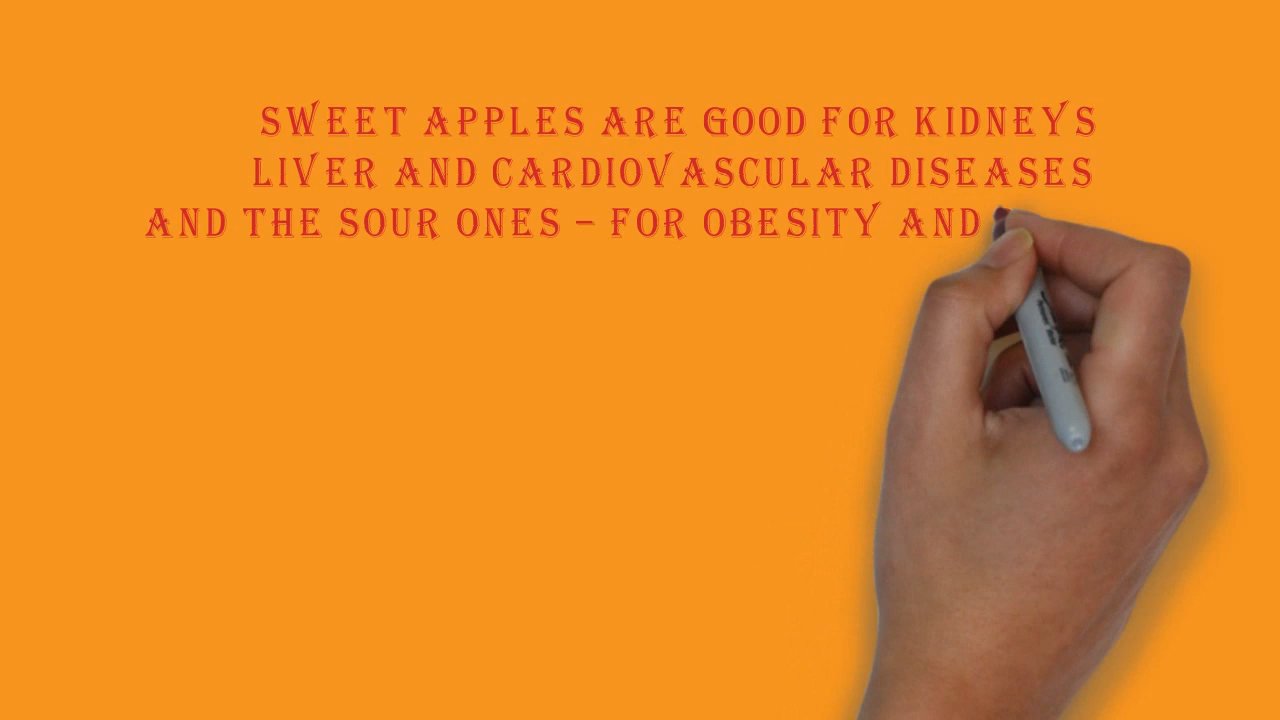 SWEET APPLES ARE GOOD FOR KIDNEYS
LIVER AND CARDIOVASCULAR DISEASES
AND THE SOUR ONES – FOR OBESITY AND